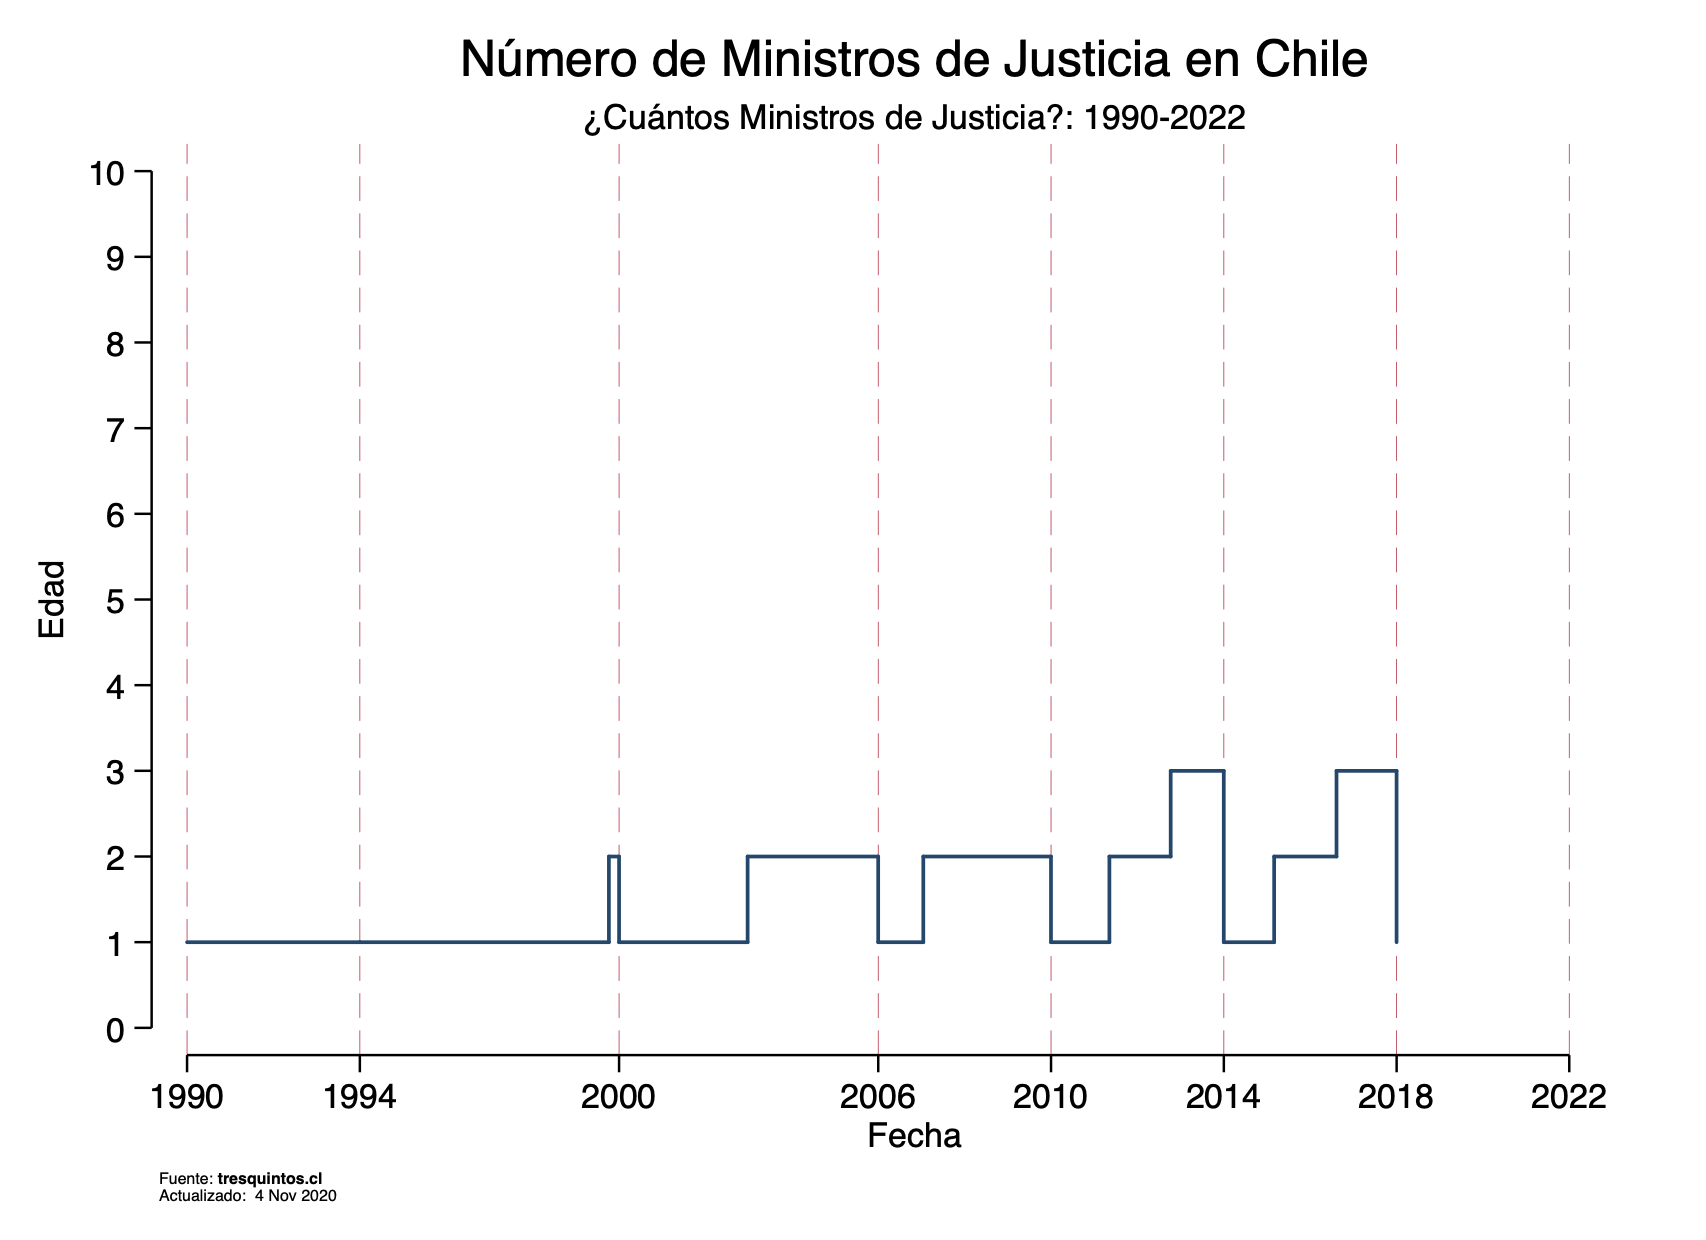 Número de Ministros de Justicia en Chile
¿Cuántos Ministros de Justicia?: 1990-2022
10
9
8
7
6
5
4
3
2
1
0
Edad
1990 1994 2000 2006 2010 2014 2018 2022
Fecha
Fuente: tresquintos.cl
Actualizado: 4 Nov 2020